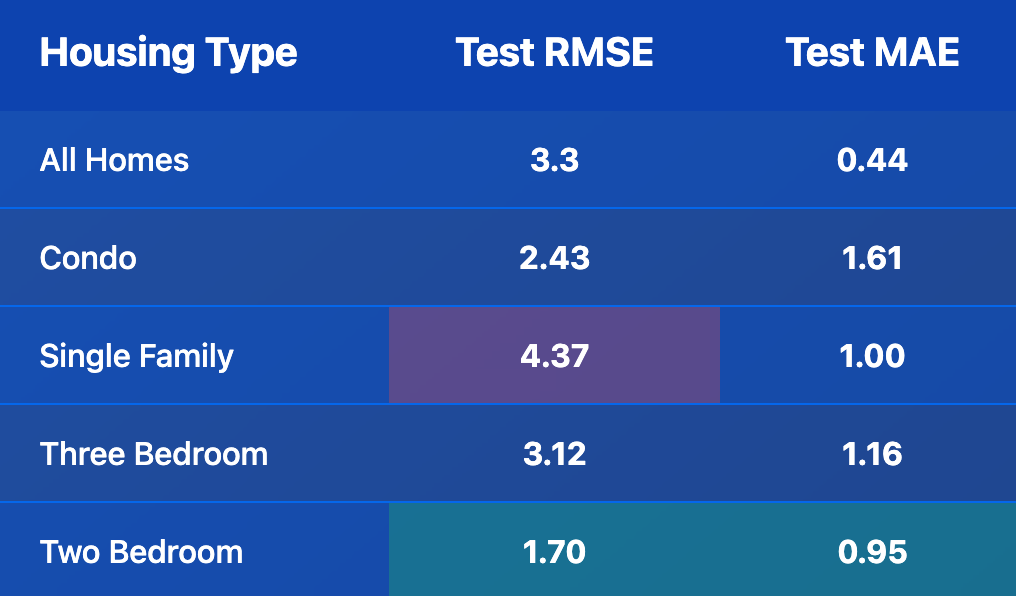 Housing Type Test RMSE Test MAE
All Homes 3.3 0.44
Condo 2.43 1.61
Single Family 4.37 1.00
Three Bedroom 3.12 1.16
Two Bedroom 1.70 0.95